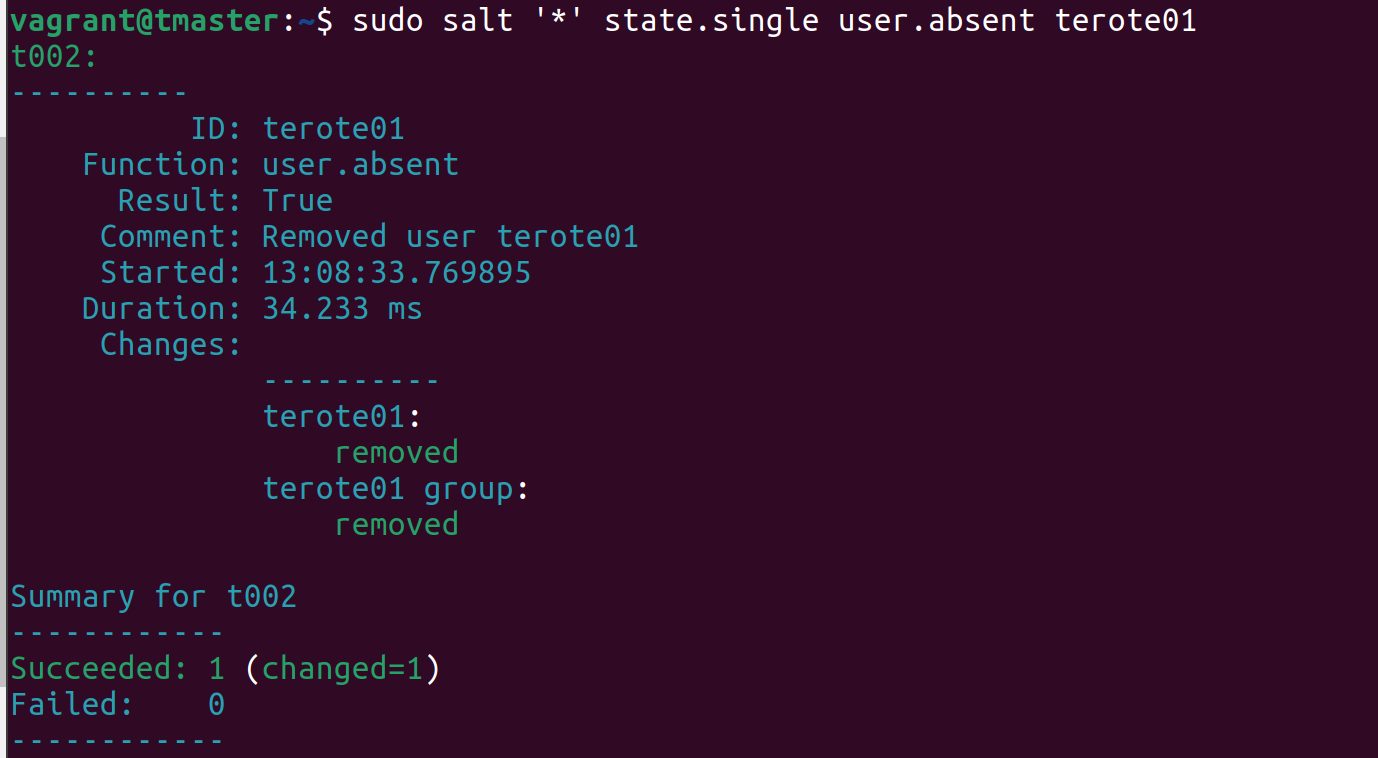 vagrant@tmaster:~$ sudo salt '*' state.single user.absent terote01
t002:
----------
          ID: terote01
    Function: user.absent
      Result: True
     Comment: Removed user terote01
     Started: 13:08:33.769895
    Duration: 34.233 ms
     Changes:
              ----------
              terote01:
                  removed
              terote01 group:
                  removed

Summary for t002
------------
Succeeded: 1 (changed=1)
Failed:    0
------------